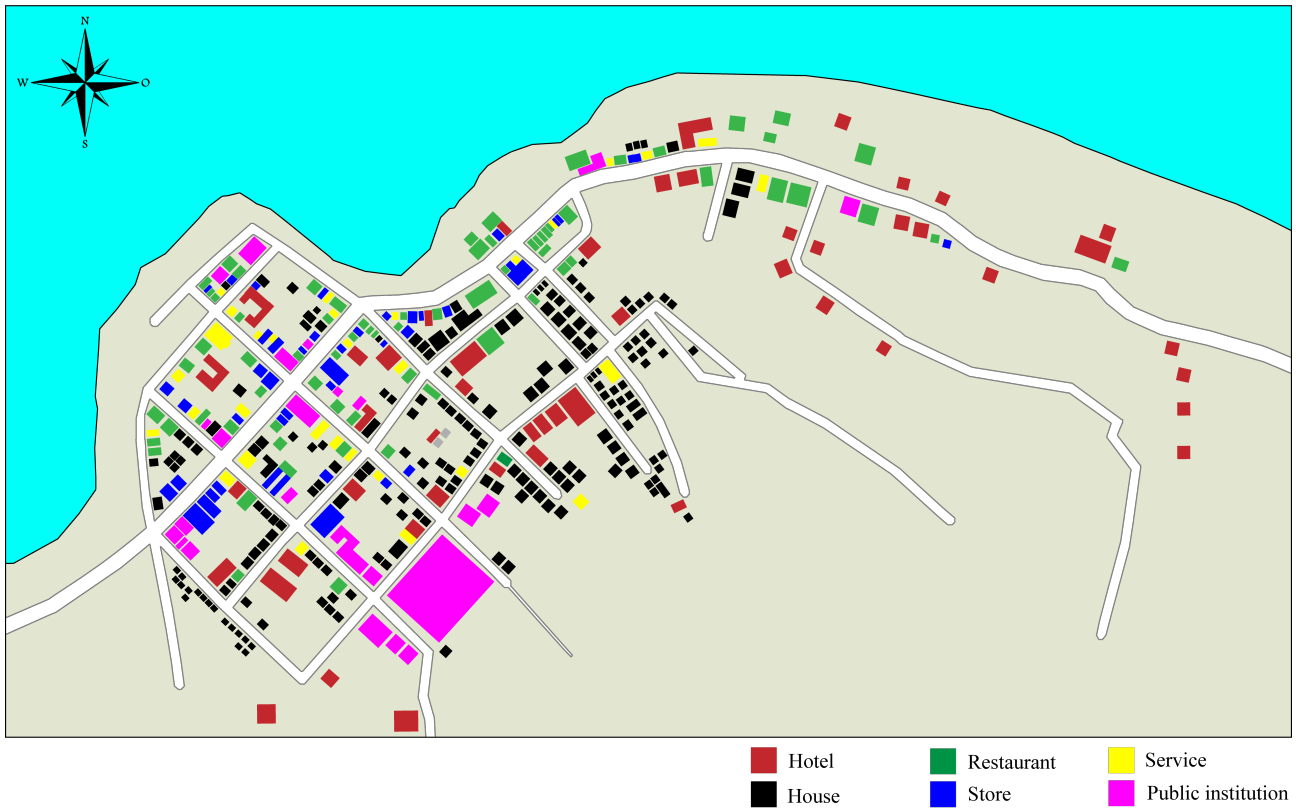 N
W O
S
Hotel Restaurant Service
House Store Public institution